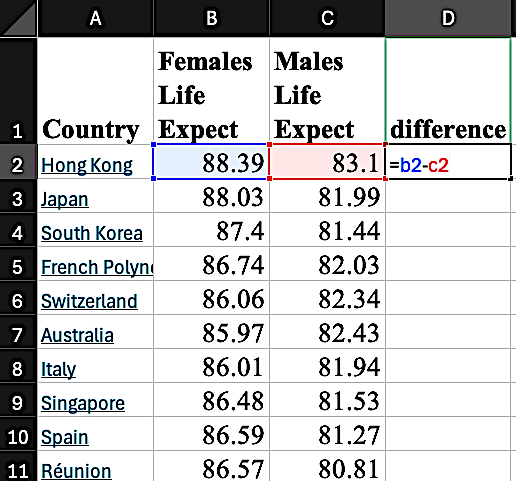 A B C D
1 Country Females Life Expect Males Life Expect difference
2 Hong Kong 88.39 83.1 =b2-c2
3 Japan 88.03 81.99
4 South Korea 87.4 81.44
5 French Polyn 86.74 82.03
6 Switzerland 86.06 82.34
7 Australia 85.97 82.43
8 Italy 86.01 81.94
9 Singapore 86.48 81.53
10 Spain 86.59 81.27
11 Réunion 86.57 80.81